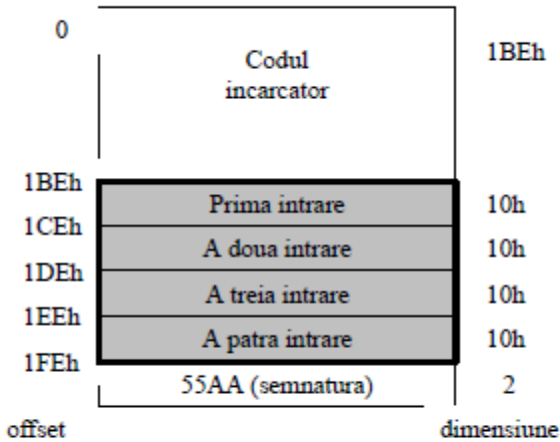 0
Codul
incarcator
1BEh
1BEh
Prima intrare
10h
1CEh
A doua intrare
10h
1DEh
A treia intrare
10h
1EEh
A patra intrare
10h
1FEh
55AA (semnatura)
2
offset
dimensiune